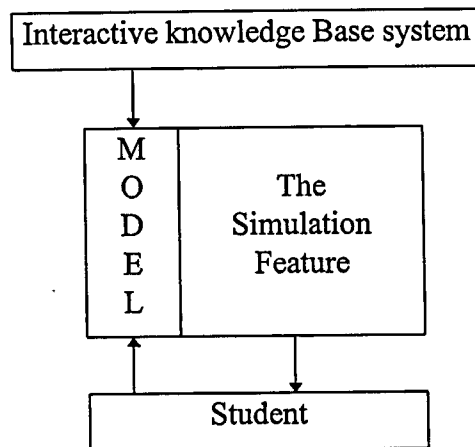 Interactive knowledge Base system
M
O
D
E
L
The
Simulation
Feature
Student